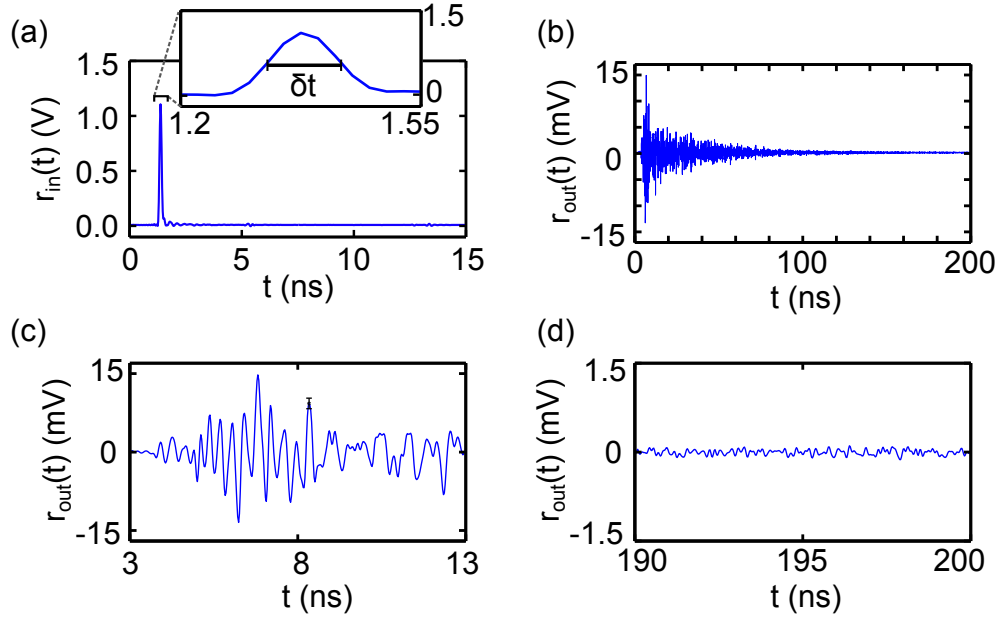 (a)
1.5
0
δt
1.2
1.55
1.5
1.0
0.5
0.0
r_in(t) (V)
0
5
10
15
t (ns)
(b)
15
0
-15
r_out(t) (mV)
0
100
200
t (ns)
(c)
15
0
-15
r_out(t) (mV)
3
8
13
t (ns)
(d)
1.5
0
-1.5
r_out(t) (mV)
190
195
200
t (ns)